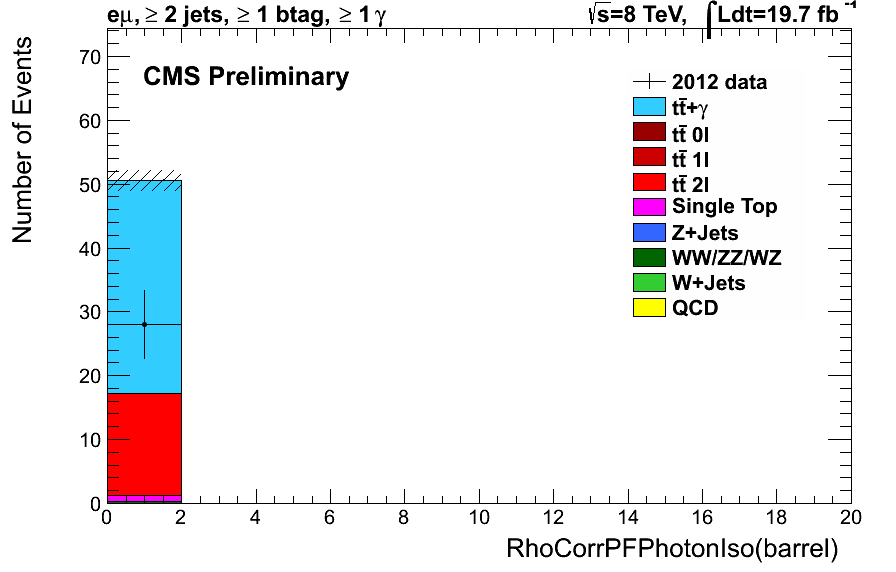 eμ, ≥ 2 jets, ≥ 1 btag, ≥ 1 γ
√s=8 TeV, ∫Ldt=19.7 fb⁻¹
CMS Preliminary
2012 data
tt̄+γ
tt̄ 0l
tt̄ 1l
tt̄ 2l
Single Top
Z+Jets
WW/ZZ/WZ
W+Jets
QCD
Number of Events
70
60
50
40
30
20
10
0
0 2 4 6 8 10 12 14 16 18 20
RhoCorrPFPhotonIso(barrel)